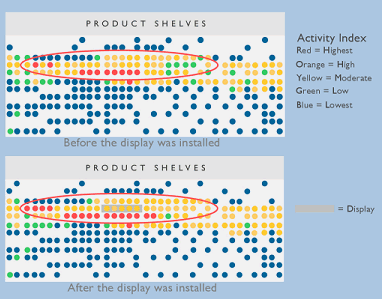 PRODUCT SHELVES
Activity Index
Red = Highest
Orange = High
Yellow = Moderate
Green = Low
Blue = Lowest
Before the display was installed
PRODUCT SHELVES
= Display
After the display was installed